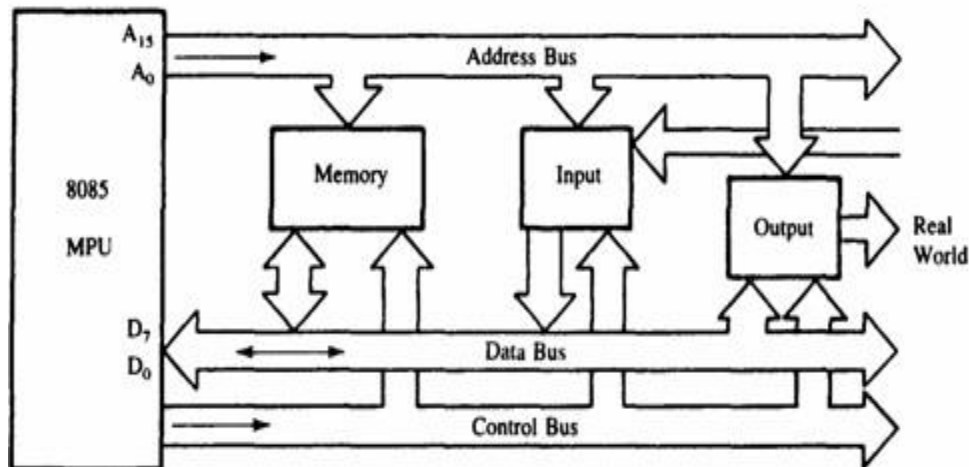 A15
Address Bus
A0
Memory
Input
8085
MPU
Output
Real
World
D7
Data Bus
D0
Control Bus